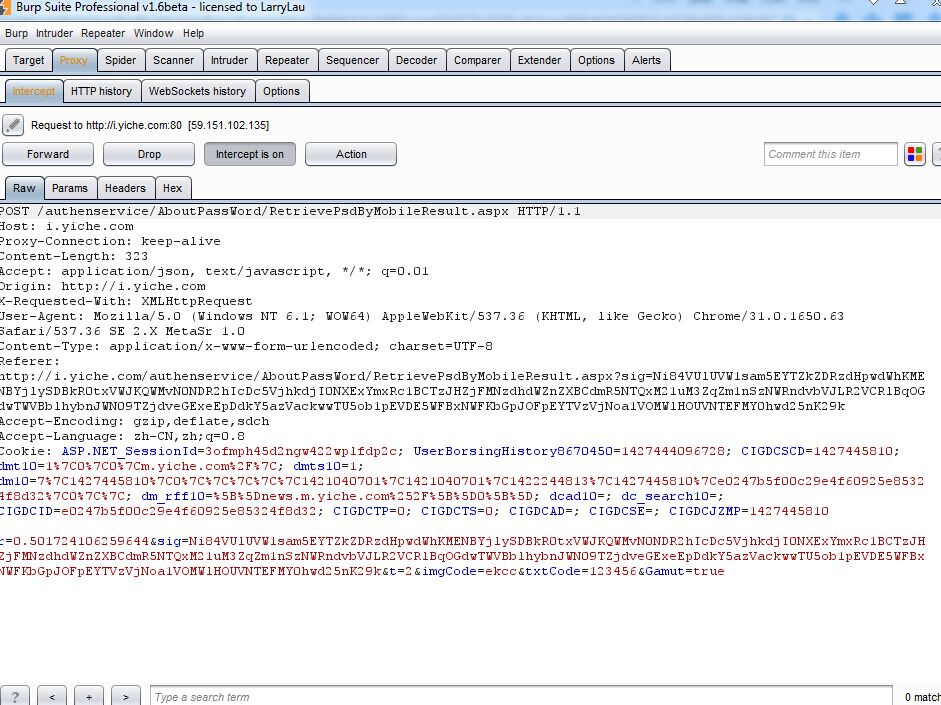 Burp Suite Professional v1.6beta - licensed to LarryLau
Burp Intruder Repeater Window Help
Target Proxy Spider Scanner Intruder Repeater Sequencer Decoder Comparer Extender Options Alerts
Intercept HTTP history WebSockets history Options
Request to http://i.yiche.com:80 [59.151.102.135]
Forward Drop Intercept is on Action Comment this item
Raw Params Headers Hex
POST /authenservice/AboutPassWord/RetrievePsdByMobileResult.aspx HTTP/1.1
Host: i.yiche.com
Proxy-Connection: keep-alive
Content-Length: 323
Accept: application/json, text/javascript, */*; q=0.01
Origin: http://i.yiche.com
X-Requested-With: XMLHttpRequest
User-Agent: Mozilla/5.0 (Windows NT 6.1; WOW64) AppleWebKit/537.36 (KHTML, like Gecko) Chrome/31.0.1650.63
Safari/537.36 SE 2.X MetaSr 1.0
Content-Type: application/x-www-form-urlencoded; charset=UTF-8
Referer:
http://i.yiche.com/authenservice/AboutPassWord/RetrievePsdByMobileResult.aspx?sig=Ni84VU1UVW1sam5EYTZkZDRzdHpwdWhKME
NBYjlySDBkR0txVWJKQWMvN0NDR2hIcDc5VjhkdjI0NXExYmxRc1BCTzJHZjFMNzdhdWZnZXBCdmR5NTQxM21uM3ZqZm1nSzNWRndvbVJLR2VCR1BqOG
dwTWVBb1hybnJWN09TZjdveGExeEpDdkY5azVackwwTU5ob1pEVDE5WFBxNWFKbGpJOFpEYTVzVjNoa1VOMW1HOUVNTEFMY0hwd25nK29k
Accept-Encoding: gzip,deflate,sdch
Accept-Language: zh-CN,zh;q=0.8
Cookie: ASP.NET_SessionId=3ofmph45d2ngw422wp1fdp2c; UserBorsingHistory8670450=1427444096728; CIGDCSCD=1427445810;
dmt10=1%7C0%7C0%7Cm.yiche.com%2F%7C; dmts10=1;
dm10=7%7C1427445810%7C0%7C%7C%7C%7C%7C1421040701%7C1421040701%7C1422244813%7C1427445810%7Ce0247b5f00c29e4f60925e8532
4f8d32%7C0%7C%7C; dm_rff10=%5B%5Dnews.m.yiche.com%252F%5B%5D0%5B%5D; dcad10=; dc_search10=;
CIGDCID=e0247b5f00c29e4f60925e85324f8d32; CIGDCTP=0; CIGDCTS=0; CIGDCAD=; CIGDCSE=; CIGDCJZMP=1427445810
r=0.501724106259644&sig=Ni84VU1UVW1sam5EYTZkZDRzdHpwdWhKMENBYjlySDBkR0txVWJKQWMvN0NDR2hIcDc5VjhkdjI0NXExYmxRc1BCTzJH
ZjFMNzdhdWZnZXBCdmR5NTQxM21uM3ZqZm1nSzNWRndvbVJLR2VCR1BqOGdwTWVBb1hybnJWN09TZjdveGExeEpDdkY5azVackwwTU5ob1pEVDE5WFBx
NWFKbGpJOFpEYTVzVjNoa1VOMW1HOUVNTEFMY0hwd25nK29k&t=2&imgCode=ekcc&txtCode=123456&Gamut=true
? < + > Type a search term 0 match